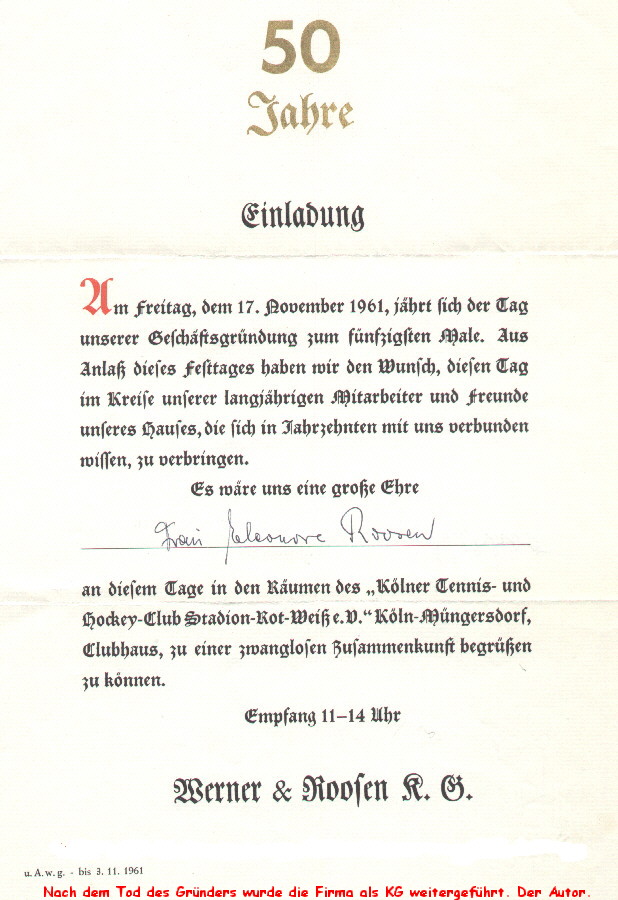 50
Jahre
Einladung
Am Freitag, dem 17. November 1961, jährt sich der Tag
unserer Geschäftsgründung zum fünfzigsten Male. Aus
Anlaß dieses Festtages haben wir den Wunsch, diesen Tag
im Kreise unserer langjährigen Mitarbeiter und Freunde
unseres Hauses, die sich in Jahrzehnten mit uns verbunden
wissen, zu verbringen.
Es wäre uns eine große Ehre
Frau Eleonore Roosen
an diesem Tage in den Räumen des „Kölner Tennis- und
Hockey-Club Stadion-Rot-Weiß e. V.“ Köln-Müngersdorf,
Clubhaus, zu einer zwanglosen Zusammenkunft begrüßen
zu können.
Empfang 11–14 Uhr
Werner & Roosen K. G.
u. A. w. g. - bis 3. 11. 1961
Nach dem Tod des Gründers wurde die Firma als KG weitergeführt. Der Autor.